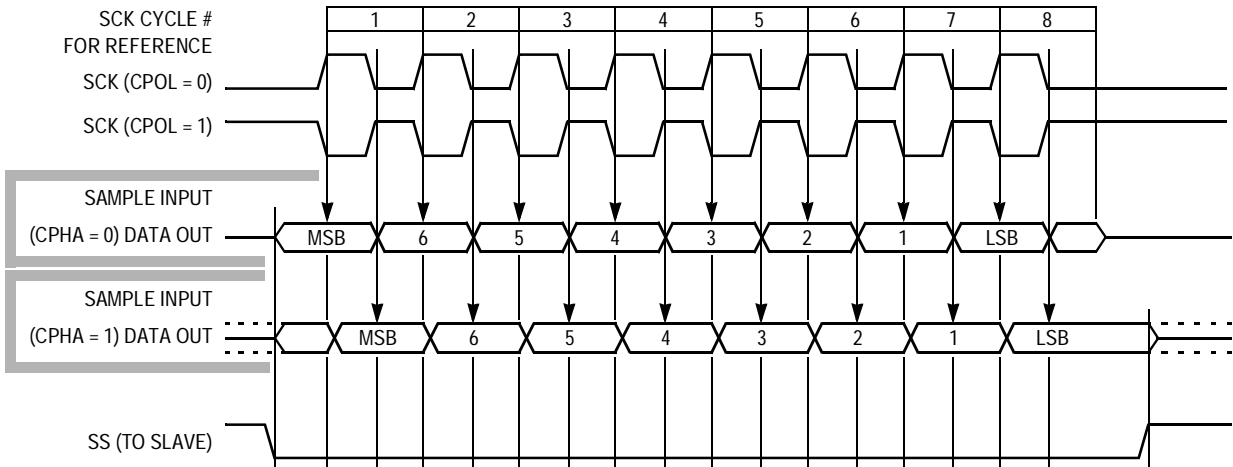 SCK CYCLE # 1 2 3 4 5 6 7 8
FOR REFERENCE
SCK (CPOL = 0)
SCK (CPOL = 1)
SAMPLE INPUT
(CPHA = 0) DATA OUT MSB 6 5 4 3 2 1 LSB
SAMPLE INPUT
(CPHA = 1) DATA OUT MSB 6 5 4 3 2 1 LSB
SS (TO SLAVE)